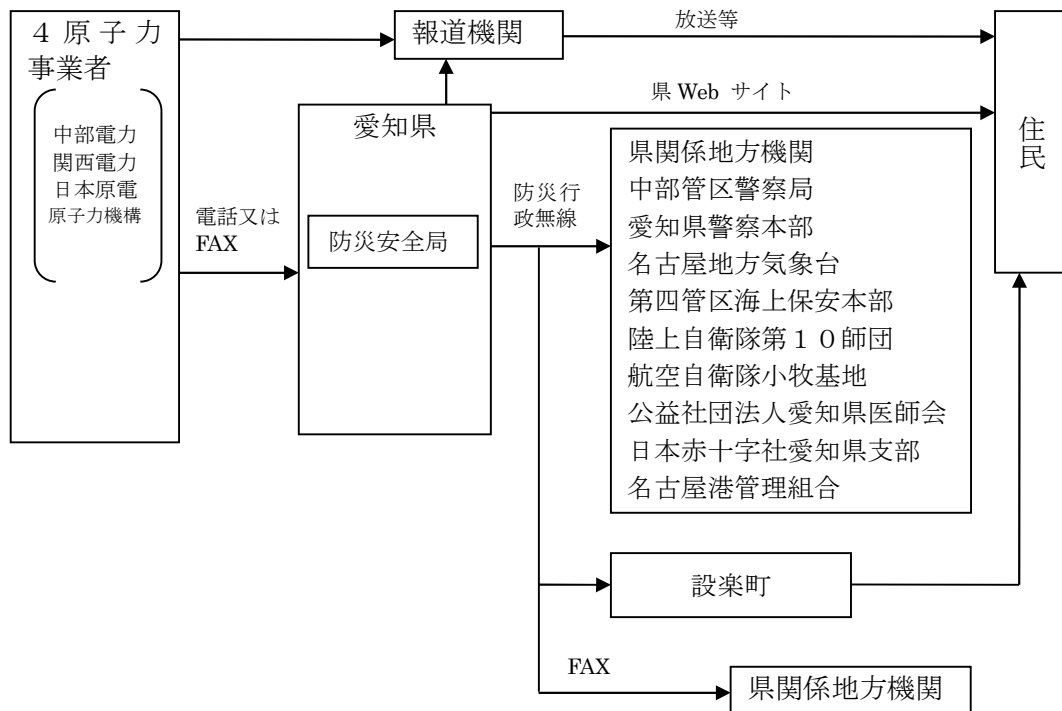 ４原子力
事業者
中部電力
関西電力
日本原電
原子力機構
電話又は
FAX
報道機関
放送等
県 Web サイト
愛知県
防災安全局
防災行
政無線
県関係地方機関
中部管区警察局
愛知県警察本部
名古屋地方気象台
第四管区海上保安本部
陸上自衛隊第１０師団
航空自衛隊小牧基地
公益社団法人愛知県医師会
日本赤十字社愛知県支部
名古屋港管理組合
設楽町
FAX
県関係地方機関
住民